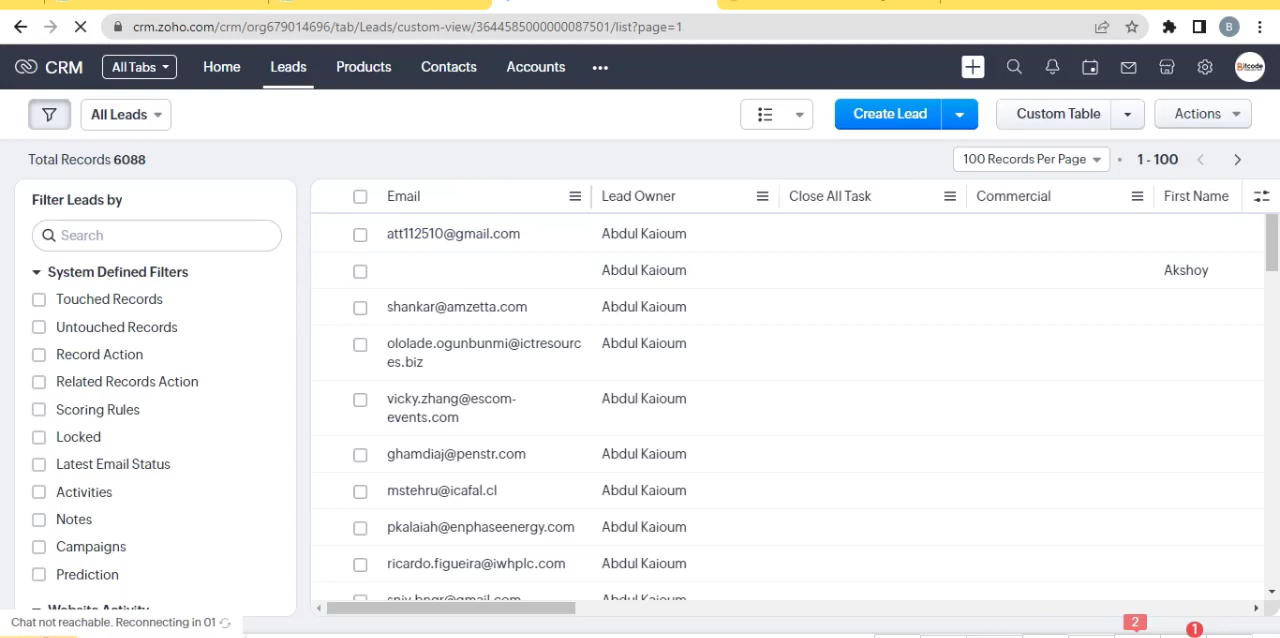 crm.zoho.com/crm/org679014696/tab/Leads/custom-view/3644585000000087501/list?page=1
B
CRM All Tabs Home Leads Products Contacts Accounts ••• Bitcode
All Leads Create Lead Custom Table Actions
Total Records 6088 100 Records Per Page • 1 - 100
Filter Leads by
Search
System Defined Filters
Touched Records
Untouched Records
Record Action
Related Records Action
Scoring Rules
Locked
Latest Email Status
Activities
Notes
Campaigns
Prediction
Website Activity
Email Lead Owner Close All Task Commercial First Name
att112510@gmail.com Abdul Kaioum
Abdul Kaioum Akshoy
shankar@amzetta.com Abdul Kaioum
ololade.ogunbunmi@ictresourc Abdul Kaioum
es.biz
vicky.zhang@escom- Abdul Kaioum
events.com
ghamdiaj@penstr.com Abdul Kaioum
mstehru@icafal.cl Abdul Kaioum
pkalaiah@enphaseenergy.com Abdul Kaioum
ricardo.figueira@iwhplc.com Abdul Kaioum
Abdul Kaioum
Chat not reachable. Reconnecting in 01
2
1